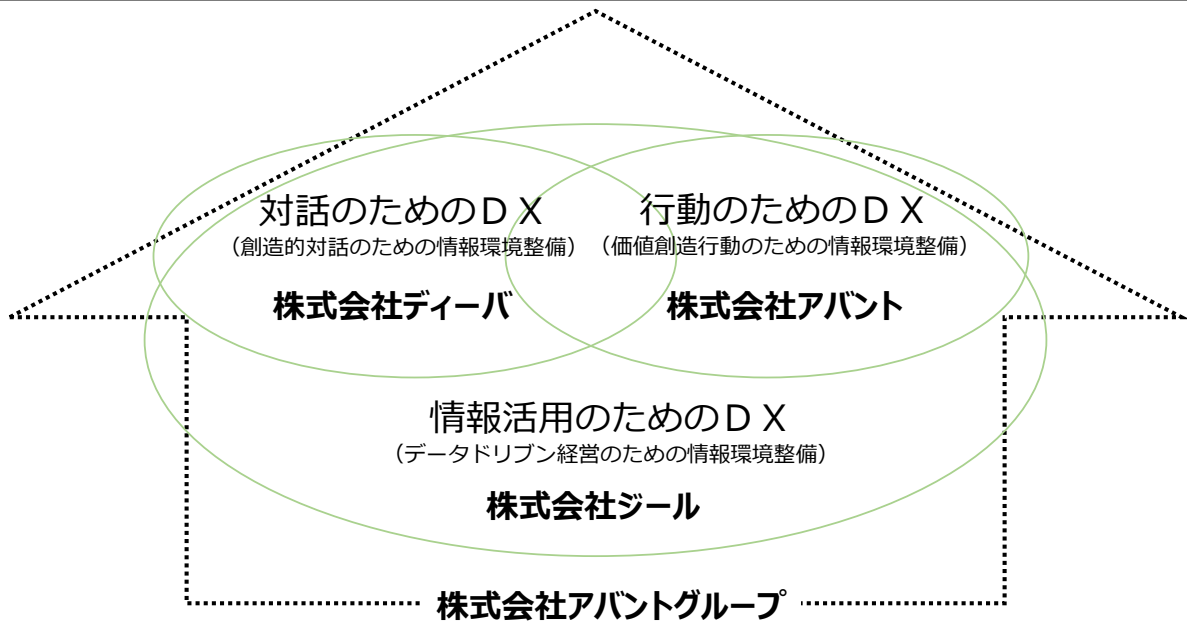 対話のためのＤＸ
（創造的対話のための情報環境整備）
株式会社ディーバ
行動のためのＤＸ
（価値創造行動のための情報環境整備）
株式会社アバント
情報活用のためのＤＸ
（データドリブン経営のための情報環境整備）
株式会社ジール
株式会社アバントグループ